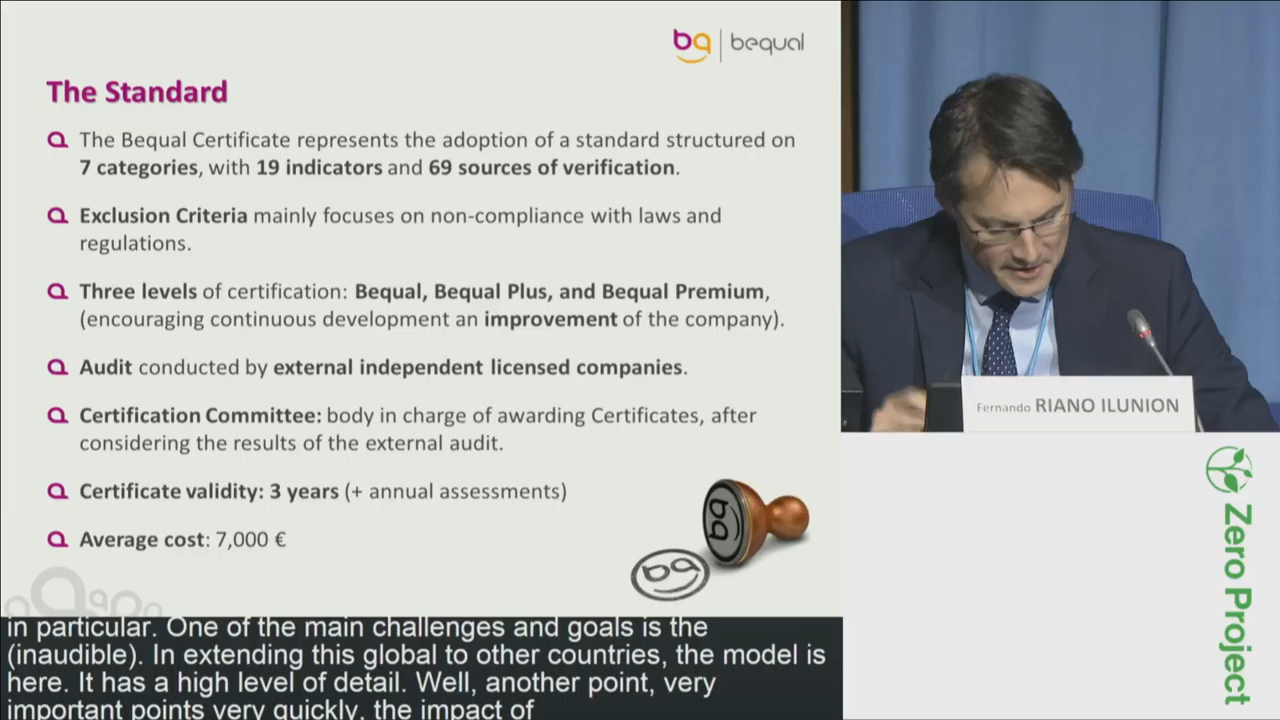 bq | bequal
The Standard
The Bequal Certificate represents the adoption of a standard structured on
7 categories, with 19 indicators and 69 sources of verification.
Exclusion Criteria mainly focuses on non-compliance with laws and
regulations.
Three levels of certification: Bequal, Bequal Plus, and Bequal Premium,
(encouraging continuous development an improvement of the company).
Audit conducted by external independent licensed companies.
Certification Committee: body in charge of awarding Certificates, after
considering the results of the external audit.
Certificate validity: 3 years (+ annual assessments)
Average cost: 7,000 €
bq
bq
in particular. One of the main challenges and goals is the
(inaudible). In extending this global to other countries, the model is
here. It has a high level of detail. Well, another point, very
important points very quickly, the impact of
Fernando RIANO ILUNION
Zero Project